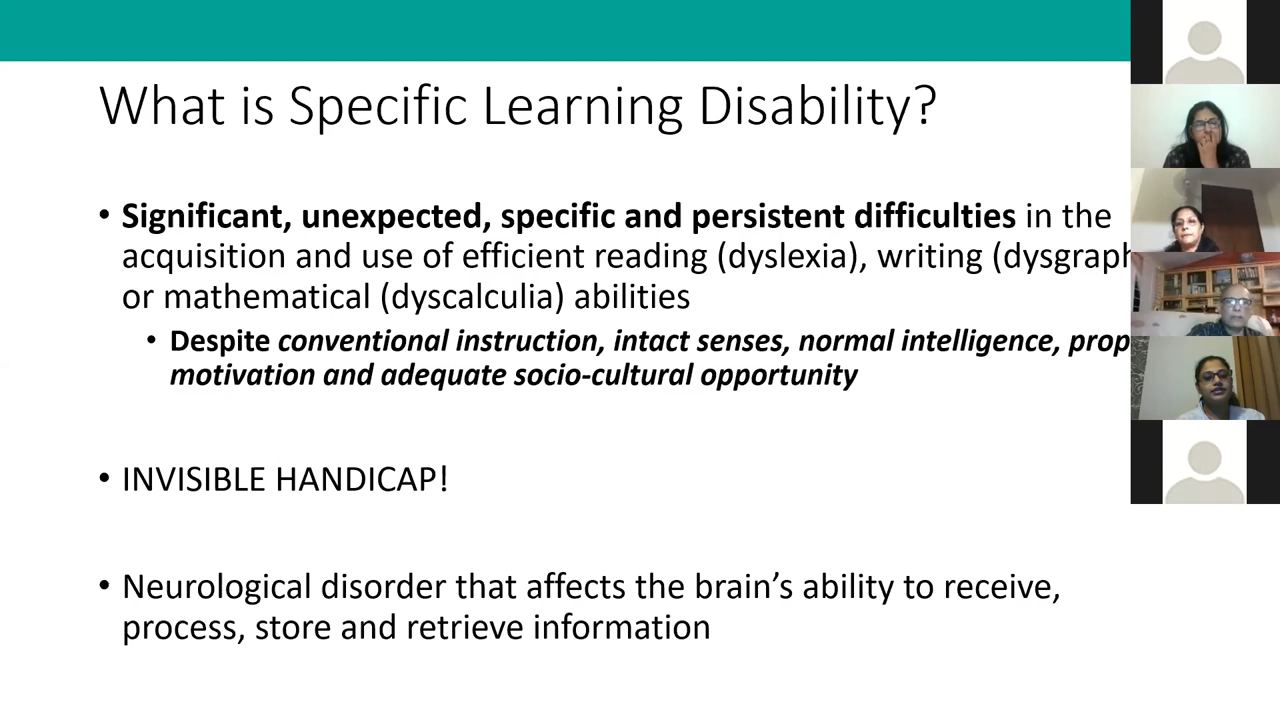 What is Specific Learning Disability?
• Significant, unexpected, specific and persistent difficulties in the
acquisition and use of efficient reading (dyslexia), writing
or mathematical (dyscalculia) abilities
• Despite conventional instruction, intact senses, normal intelligence,
motivation and adequate socio-cultural opportunity
• INVISIBLE HANDICAP!
• Neurological disorder that affects the brain’s ability to receive,
process, store and retrieve information